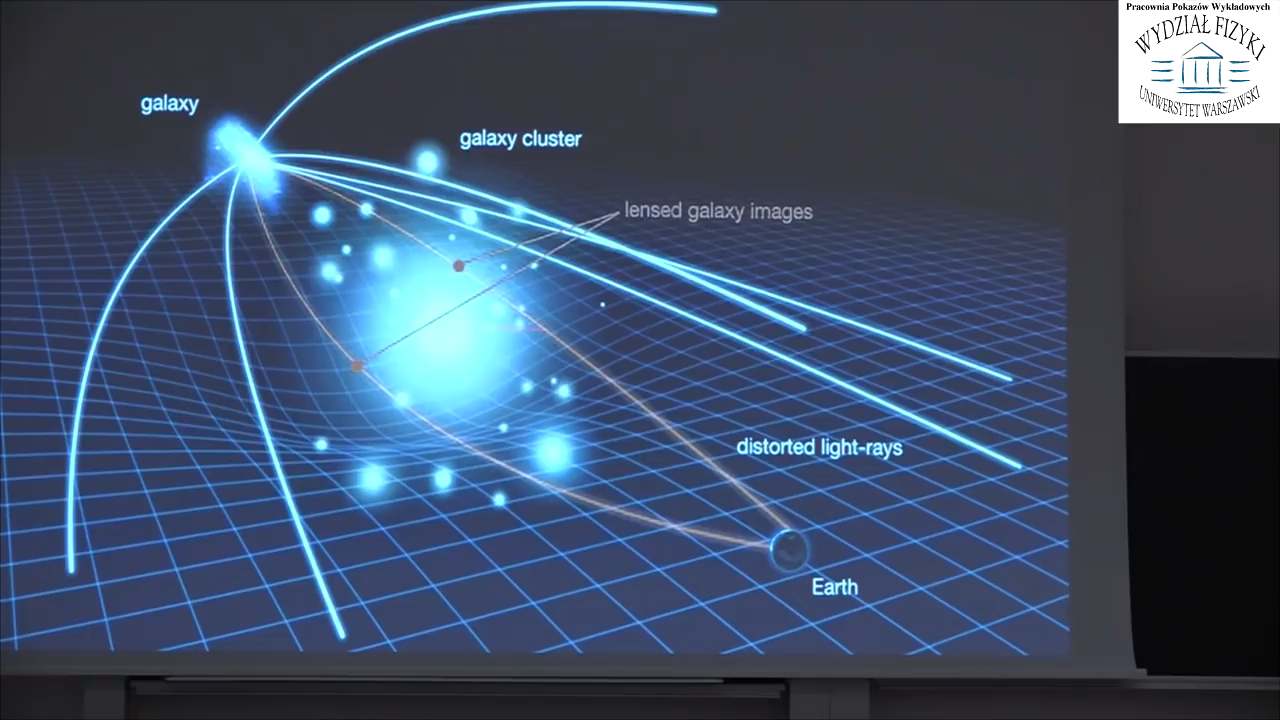 Pracownia Pokazów Wykładowych
WYDZIAŁ FIZYKI
UNIWERSYTET WARSZAWSKI
galaxy
galaxy cluster
lensed galaxy images
distorted light-rays
Earth